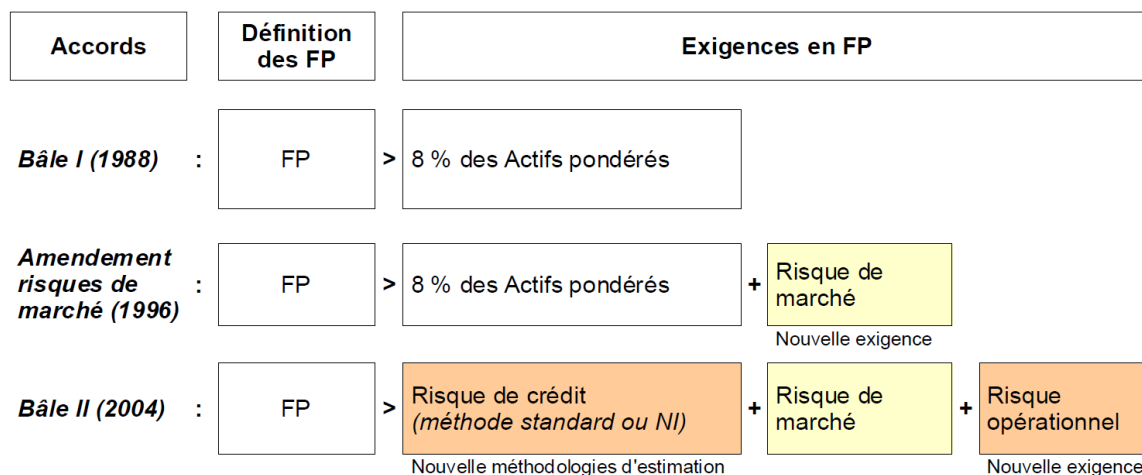 Accords
Définition
des FP
Exigences en FP
Bâle I (1988) :
FP
>
8 % des Actifs pondérés
Amendement
risques de
marché (1996)
:
FP
>
8 % des Actifs pondérés
+
Risque de
marché
Nouvelle exigence
Bâle II (2004) :
FP
>
Risque de crédit
(méthode standard ou NI)
Nouvelle méthodologies d'estimation
+
Risque de
marché
+
Risque
opérationnel
Nouvelle exigence